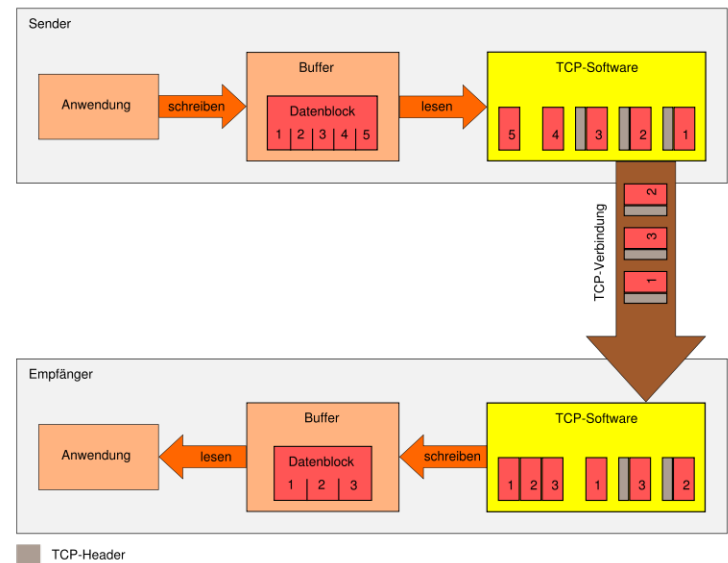 Sender
Anwendung
schreiben
Buffer
Datenblock
1 2 3 4 5
lesen
TCP-Software
5 4 3 2 1
TCP-Verbindung
2
3
1
Empfänger
Anwendung
lesen
Buffer
Datenblock
1 2 3
schreiben
TCP-Software
1 2 3 1 3 2
TCP-Header